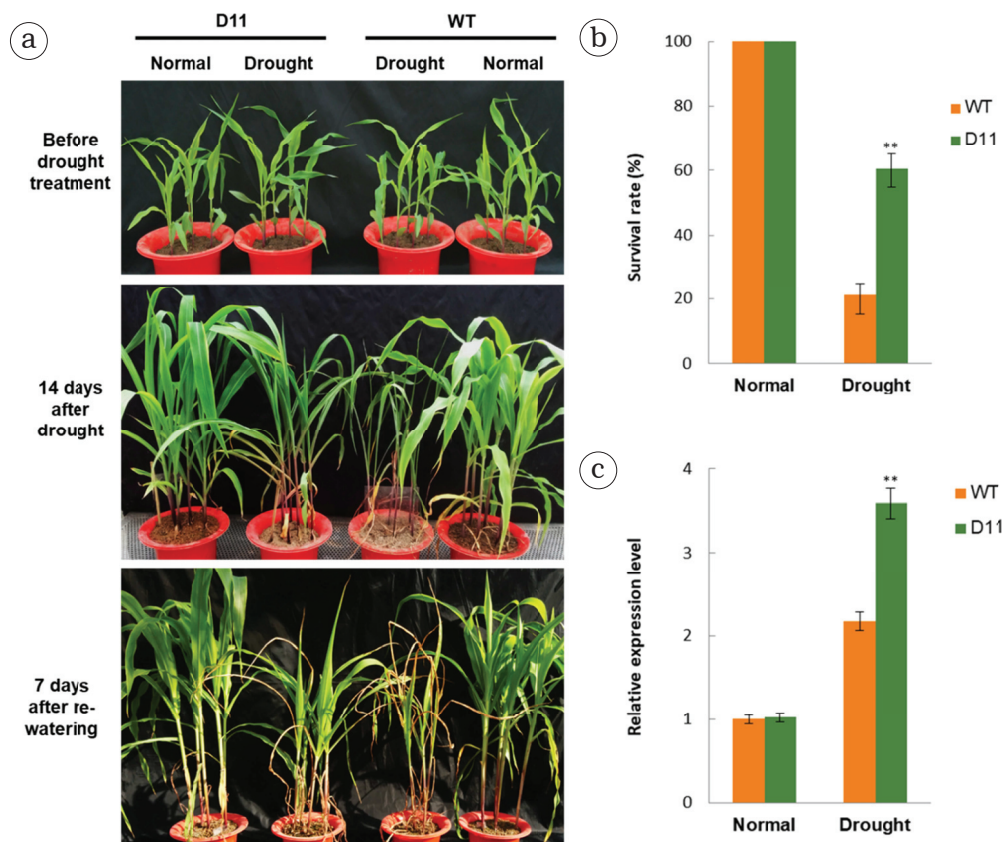 a
D11
WT
Normal
Drought
Drought
Normal
Before
drought
treatment
14 days
after
drought
7 days
after re-
watering
b
Survival rate (%)
100
80
60
40
20
0
**
Normal
Drought
WT
D11
c
Relative expression level
4
3
2
1
0
**
Normal
Drought
WT
D11